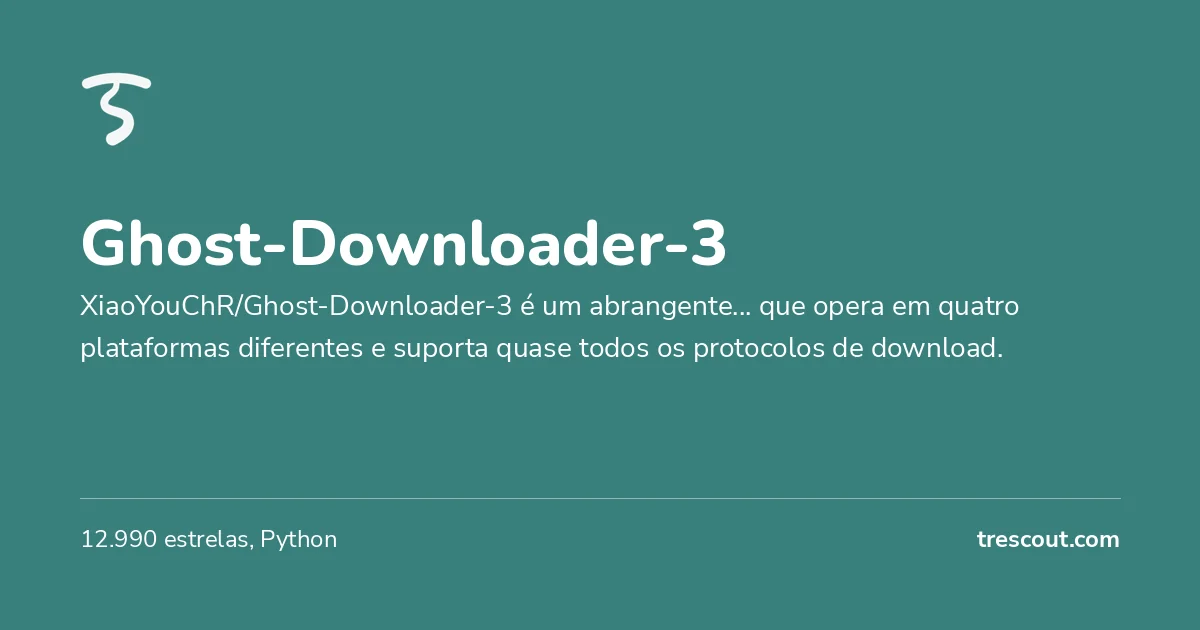 Ghost-Downloader-3
XiaoYouChR/Ghost-Downloader-3 é um abrangente... que opera em quatro
plataformas diferentes e suporta quase todos os protocolos de download.
12.990 estrelas, Python
trescout.com